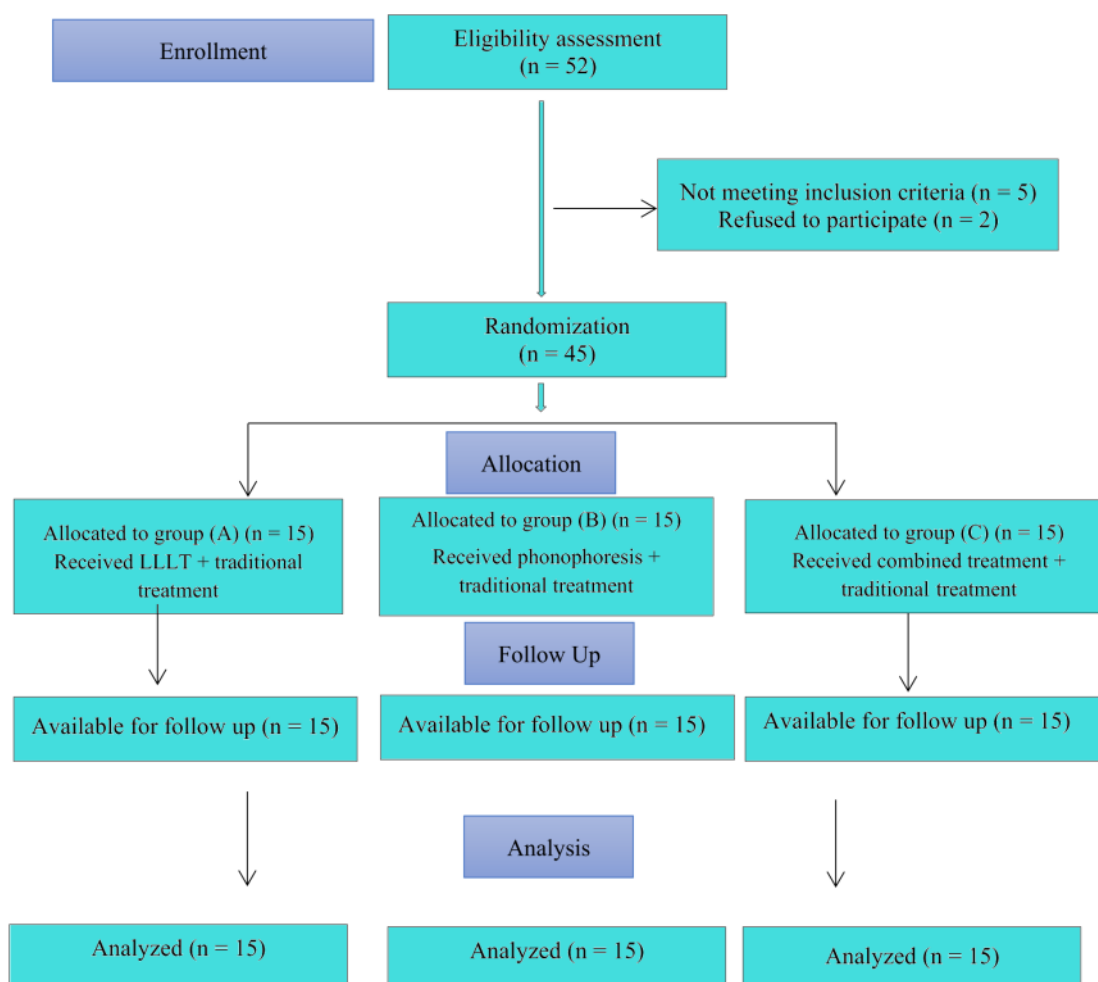 Enrollment
Eligibility assessment
(n = 52)
Not meeting inclusion criteria (n = 5)
Refused to participate (n = 2)
Randomization
(n = 45)
Allocation
Allocated to group (A) (n = 15)
Received LLLT + traditional
treatment
Allocated to group (B) (n = 15)
Received phonophoresis +
traditional treatment
Allocated to group (C) (n = 15)
Received combined treatment +
traditional treatment
Follow Up
Available for follow up (n = 15)
Available for follow up (n = 15)
Available for follow up (n = 15)
Analysis
Analyzed (n = 15)
Analyzed (n = 15)
Analyzed (n = 15)